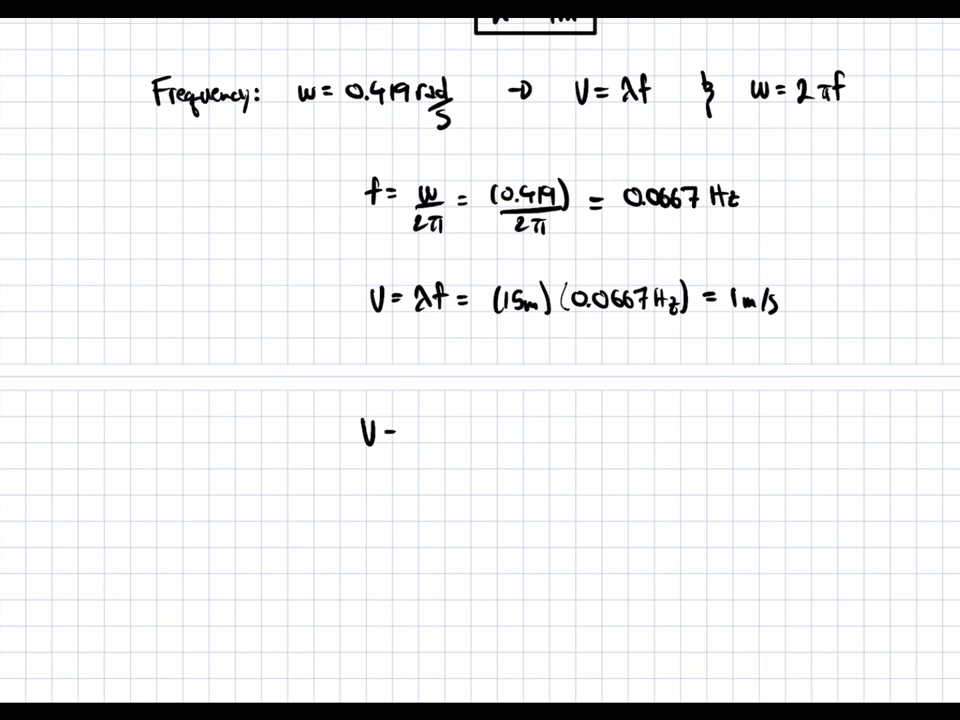 Frequency: ω = 0.419 rad/s → V = λf & ω = 2πf
f = ω/2π = (0.419)/2π = 0.0667 Hz
V = λf = (15m)(0.0667 Hz) = 1 m/s
V -